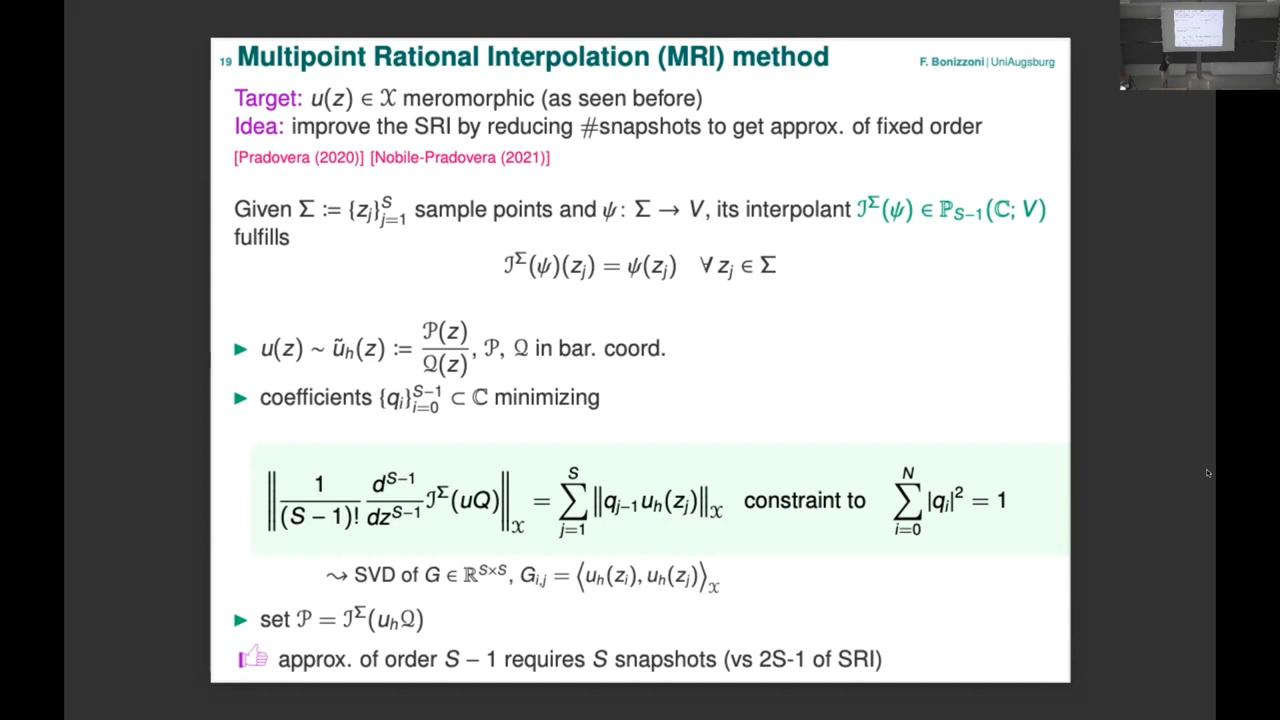 19 Multipoint Rational Interpolation (MRI) method
F. Bonizzoni | UniAugsburg
Target: u(z) ∈ 𝒳 meromorphic (as seen before)
Idea: improve the SRI by reducing #snapshots to get approx. of fixed order
[Pradovera (2020)] [Nobile-Pradovera (2021)]
Given Σ := {z_j}_{j=1}^S sample points and ψ: Σ → V, its interpolant ℐ^Σ(ψ) ∈ ℙ_{S−1}(ℂ; V)
fulfills
ℐ^Σ(ψ)(z_j) = ψ(z_j) ∀ z_j ∈ Σ
► u(z) ~ ũ_h(z) := 𝒫(z)/𝒬(z), 𝒫, 𝒬 in bar. coord.
► coefficients {q_i}_{i=0}^{S−1} ⊂ ℂ minimizing
‖ 1/(S − 1)! d^{S−1}/dz^{S−1} ℐ^Σ(uQ) ‖_𝒳 = ∑_{j=1}^S ‖q_{j−1} u_h(z_j)‖_𝒳 constraint to ∑_{i=0}^N |q_i|² = 1
⇝ SVD of G ∈ ℝ^{S×S}, G_{i,j} = ⟨u_h(z_i), u_h(z_j)⟩_𝒳
► set 𝒫 = ℐ^Σ(u_h𝒬)
approx. of order S − 1 requires S snapshots (vs 2S-1 of SRI)